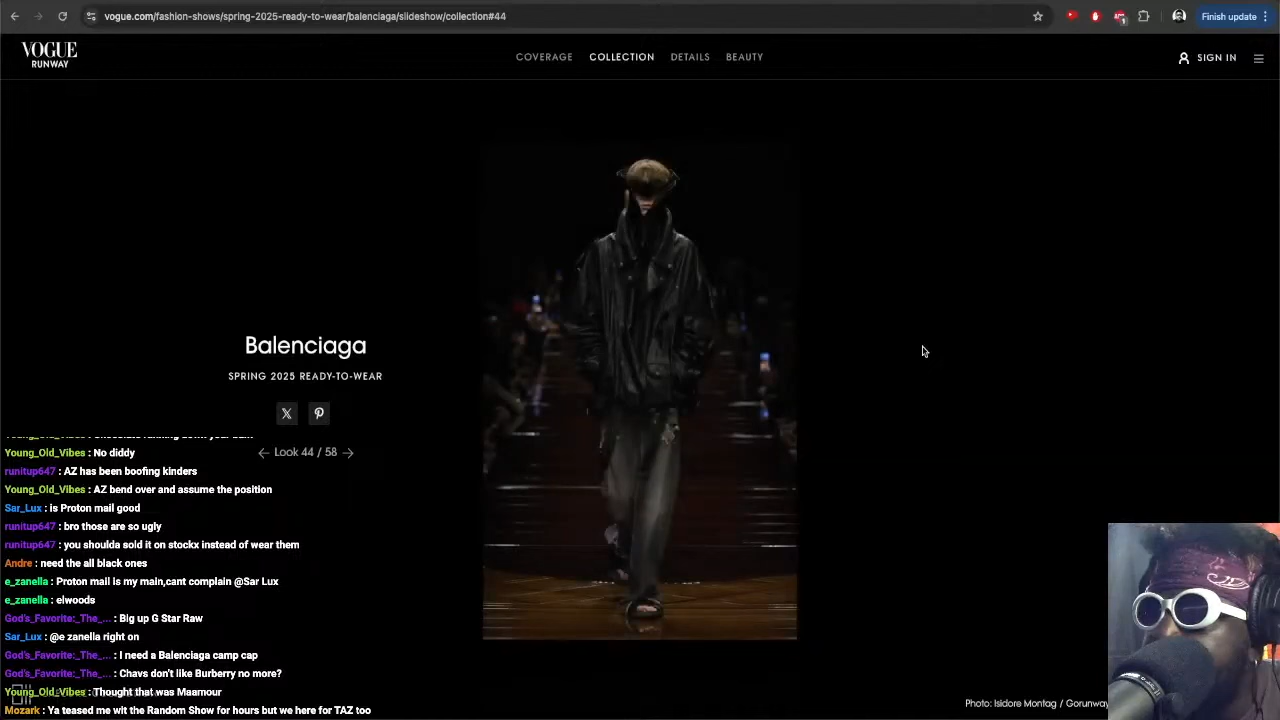 vogue.com/fashion-shows/spring-2025-ready-to-wear/balenciaga/slideshow/collection#44
Finish update
VOGUE
RUNWAY
COVERAGE
COLLECTION
DETAILS
BEAUTY
SIGN IN
Balenciaga
SPRING 2025 READY-TO-WEAR
Look 44 / 58
Young_Old_Vibes : No diddy
runitup647 : AZ has been boofing kinders
Young_Old_Vibes : AZ bend over and assume the position
Sar_Lux : is Proton mail good
runitup647 : bro those are so ugly
runitup647 : you shoulda sold it on stockx instead of wear them
Andre : need the all black ones
e_zanella : Proton mail is my main,cant complain @Sar Lux
e_zanella : elwoods
God's_Favorite:_The_... : Big up G Star Raw
Sar_Lux : @e zanella right on
God's_Favorite:_The_... : I need a Balenciaga camp cap
God's_Favorite:_The_... : Chavs don't like Burberry no more?
Young_Old_Vibes : Thought that was Maamour
Mozark : Ya teased me wit the Random Show for hours but we here for TAZ too
Photo: Isidore Montag / Gorunway